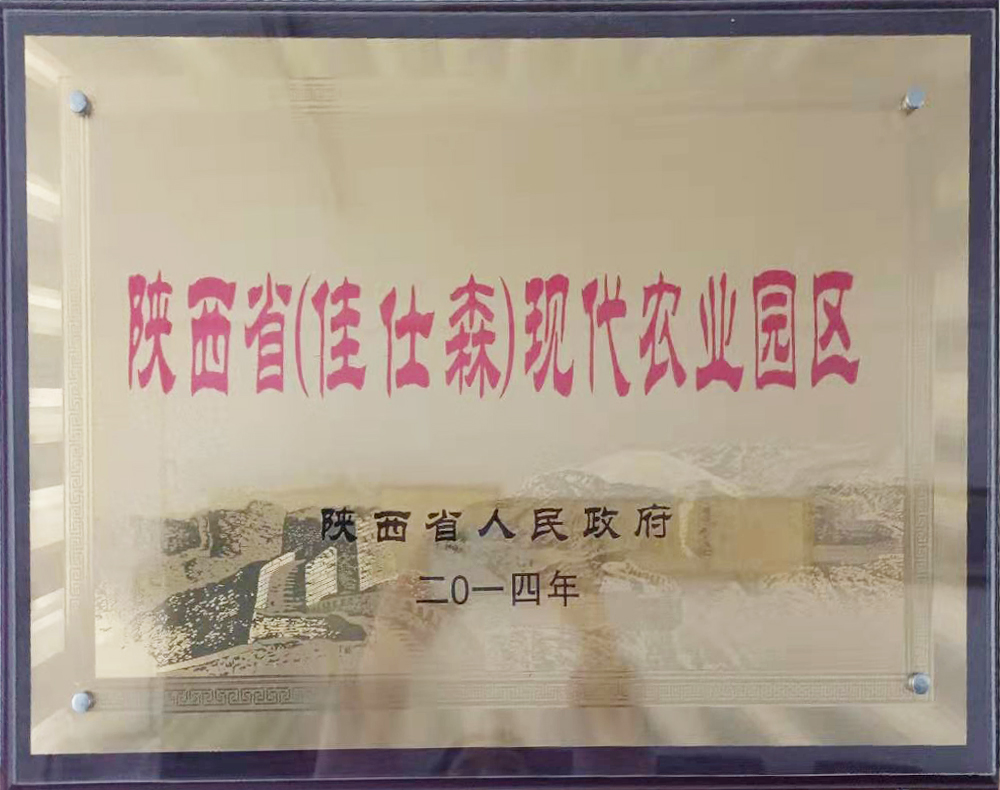 陕西省(佳仕森)现代农业园区
陕西省人民政府
二〇一四年